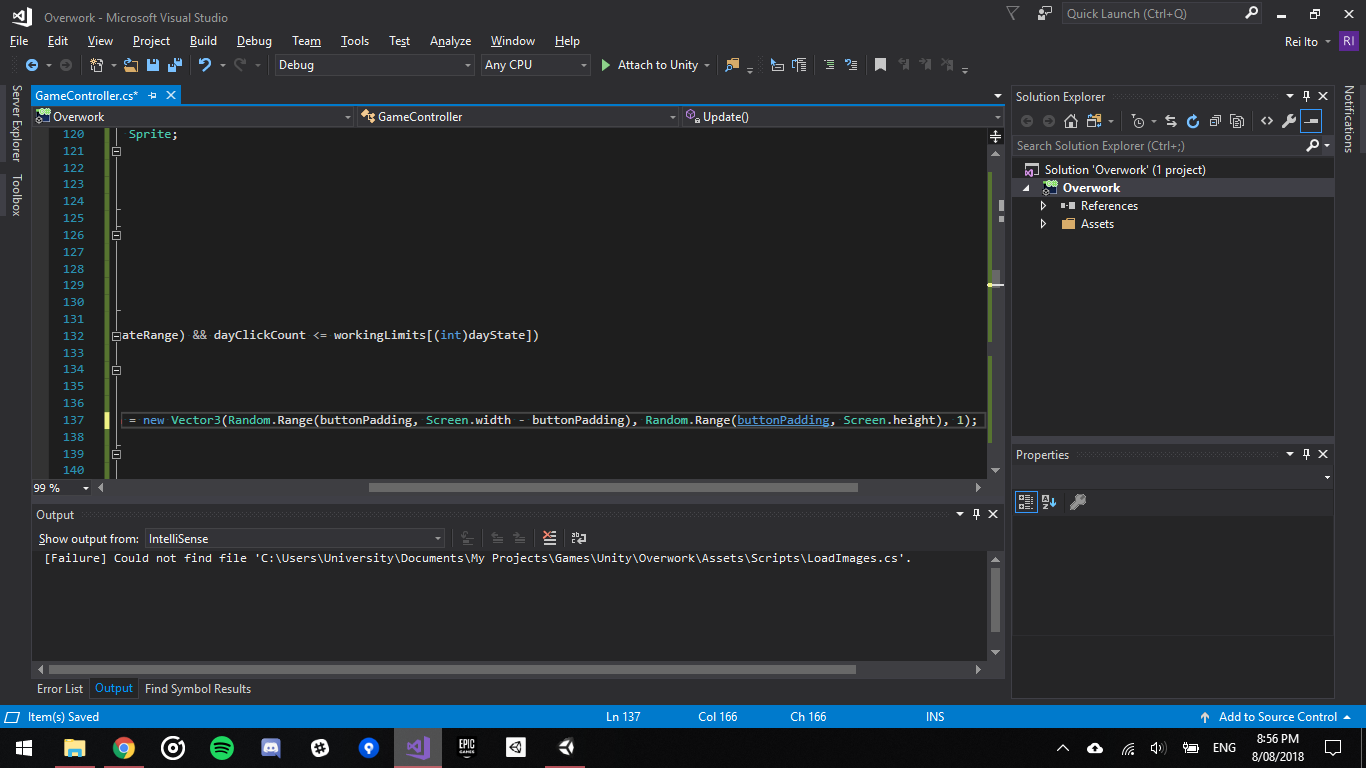 Overwork - Microsoft Visual Studio
Quick Launch (Ctrl+Q)
File Edit View Project Build Debug Team Tools Test Analyze Window Help
Rei Ito RI
Debug Any CPU Attach to Unity
Server Explorer
Toolbox
GameController.cs*
Overwork GameController Update()
120 Sprite;
121
122
123
124
125
126
127
128
129
130
131
132 ateRange) && dayClickCount <= workingLimits[(int)dayState])
133
134
135
136
137 = new Vector3(Random.Range(buttonPadding, Screen.width - buttonPadding), Random.Range(buttonPadding, Screen.height), 1);
138
139
140
99 %
Output
Show output from: IntelliSense
[Failure] Could not find file 'C:\Users\University\Documents\My Projects\Games\Unity\Overwork\Assets\Scripts\LoadImages.cs'.
Error List Output Find Symbol Results
Solution Explorer
Search Solution Explorer (Ctrl+;)
Solution 'Overwork' (1 project)
Overwork
References
Assets
Properties
Notifications
Item(s) Saved Ln 137 Col 166 Ch 166 INS Add to Source Control
EPIC GAMES
ENG
8:56 PM
8/08/2018